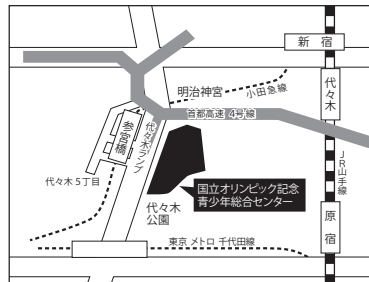 新 宿
代々木
明治神宮
小田急線
首都高速 4号線
参宮橋
代々木ランプ
代々木 5丁目
JR山手線
国立オリンピック記念
青少年総合センター
代々木
公園
原 宿
東京 メトロ 千代田線